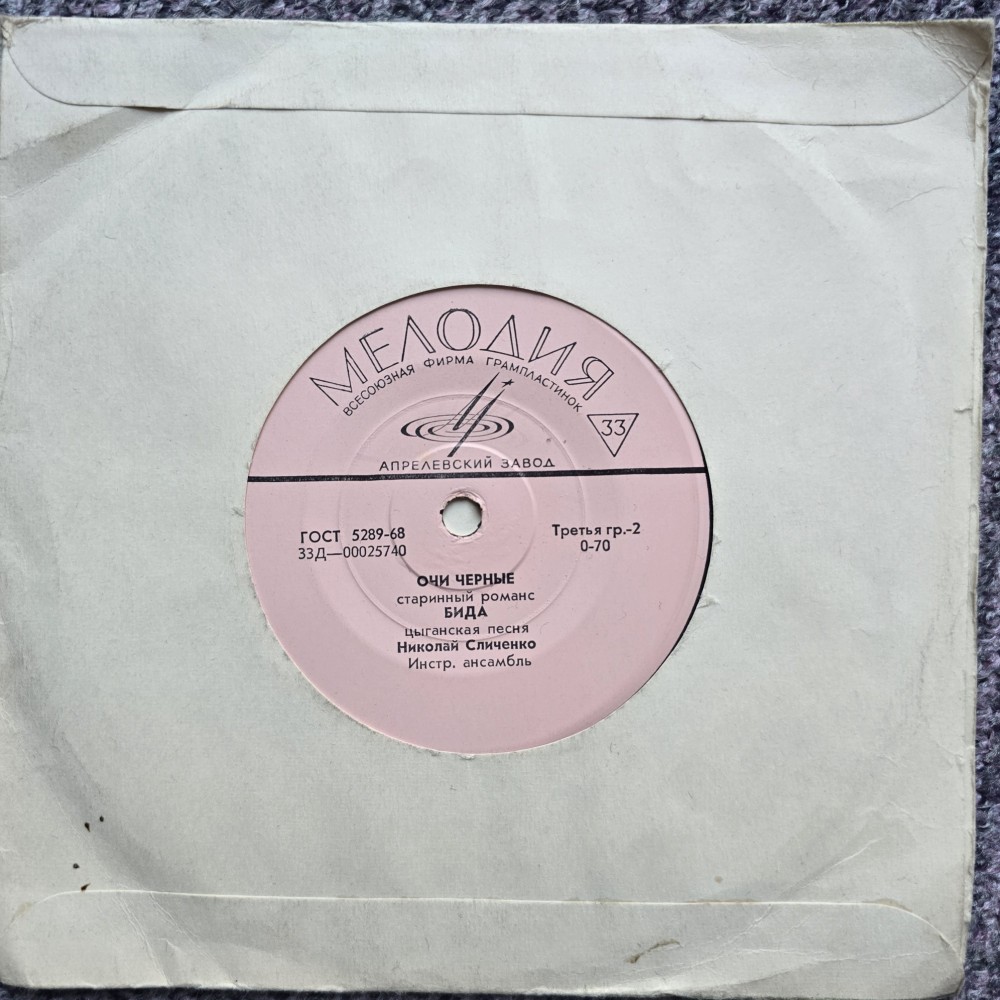 МЕЛОДИЯ
ВСЕСОЮЗНАЯ ФИРМА ГРАМПЛАСТИНОК
33
АПРЕЛЕВСКИЙ ЗАВОД
ГОСТ 5289-68
33Д—00025740
Третья гр.-2
0-70
ОЧИ ЧЕРНЫЕ
старинный романс
БИДА
цыганская песня
Николай Сличенко
Инстр. ансамбль